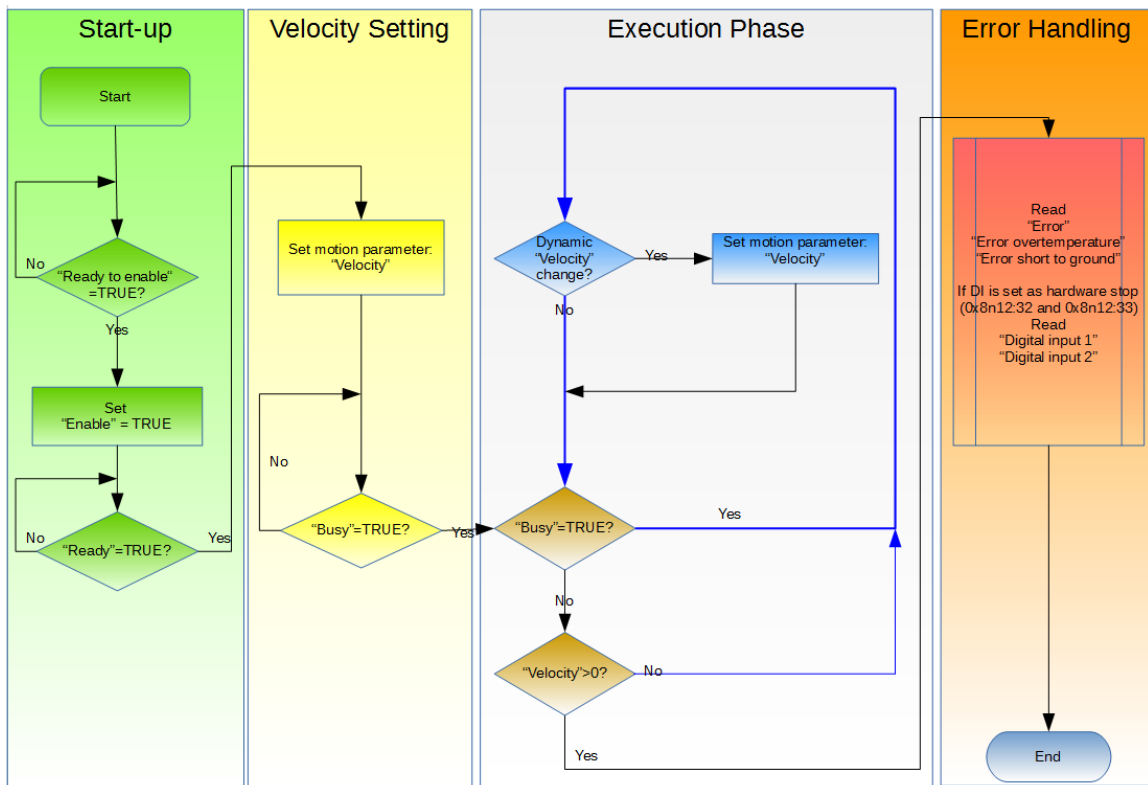 Start-up
Start
“Ready to enable“
=TRUE?
No
Yes
Set
“Enable” = TRUE
“Ready”=TRUE?
No
Yes
Velocity Setting
Set motion parameter:
“Velocity”
No
“Busy”=TRUE?
Yes
Execution Phase
Dynamic
“Velocity”
change?
Yes
Set motion parameter:
“Velocity”
No
“Busy”=TRUE?
Yes
No
“Velocity”>0?
No
Yes
Error Handling
Read
“Error”
“Error overtemperature”
“Error short to ground”
If DI is set as hardware stop
(0x8n12:32 and 0x8n12:33)
Read
“Digital input 1”
“Digital input 2”
End